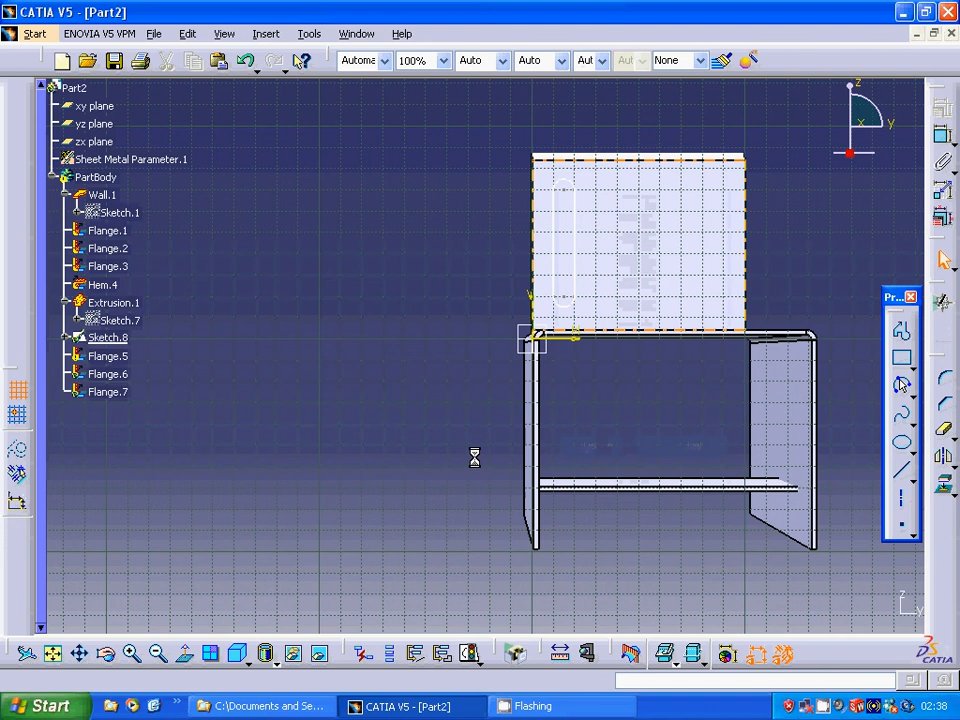 CATIA V5 - [Part2]
Start ENOVIA V5 VPM File Edit View Insert Tools Window Help
Automa 100% Auto Auto Aut Aut None
Part2
xy plane
yz plane
zx plane
Sheet Metal Parameter.1
PartBody
Wall.1
Sketch.1
Flange.1
Flange.2
Flange.3
Hem.4
Extrusion.1
Sketch.7
Sketch.8
Flange.5
Flange.6
Flange.7
z
x y
Pr...
z
y
CATIA
Start C:\Documents and Se... CATIA V5 - [Part2] Flashing 02:38